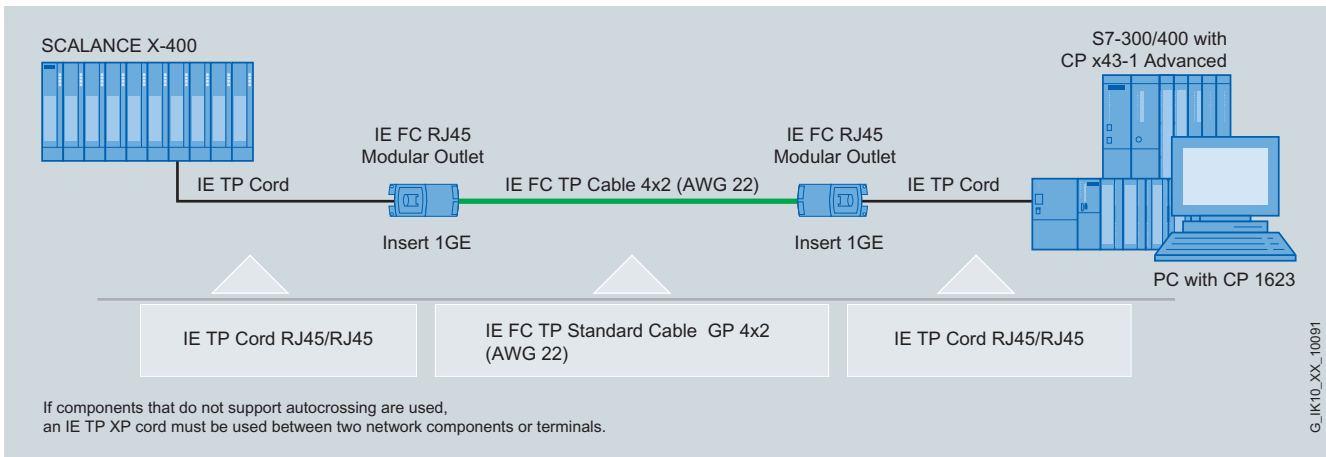 SCALANCE X-400
S7-300/400 with
CP x43-1 Advanced
IE FC RJ45
Modular Outlet
IE FC RJ45
Modular Outlet
IE TP Cord
IE FC TP Cable 4x2 (AWG 22)
IE TP Cord
Insert 1GE
Insert 1GE
PC with CP 1623
IE TP Cord RJ45/RJ45
IE FC TP Standard Cable GP 4x2
(AWG 22)
IE TP Cord RJ45/RJ45
If components that do not support autocrossing are used,
an IE TP XP cord must be used between two network components or terminals.
G_IK10_XX_10091